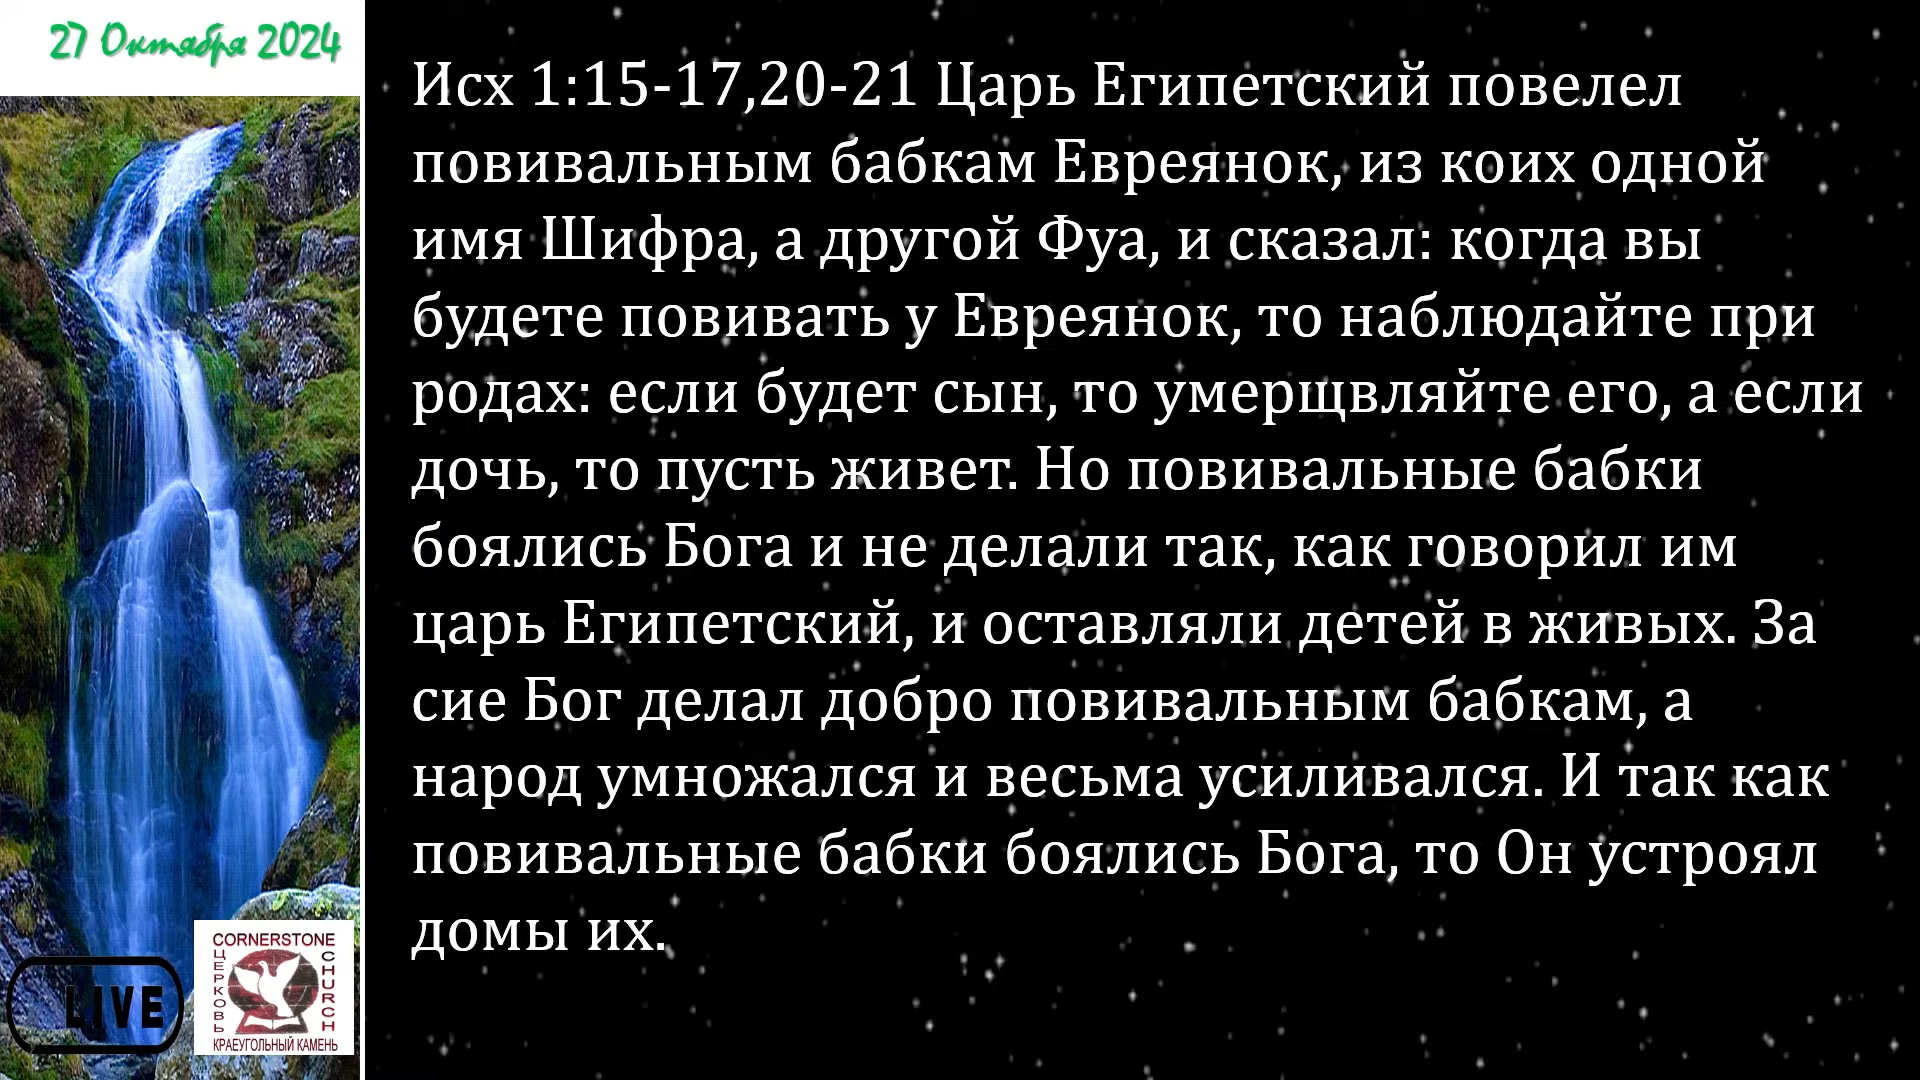 27 Октября 2024
Исх 1:15-17,20-21 Царь Египетский повелел
повивальным бабкам Евреянок, из коих одной
имя Шифра, а другой Фуа, и сказал: когда вы
будете повивать у Евреянок, то наблюдайте при
родах: если будет сын, то умерщвляйте его, а если
дочь, то пусть живет. Но повивальные бабки
боялись Бога и не делали так, как говорил им
царь Египетский, и оставляли детей в живых. За
сие Бог делал добро повивальным бабкам, а
народ умножался и весьма усиливался. И так как
повивальные бабки боялись Бога, то Он устроял
домы их.
LIVE
CORNERSTONE
ЦЕРКОВЬ
CHURCH
КРАЕУГОЛЬНЫЙ КАМЕНЬ